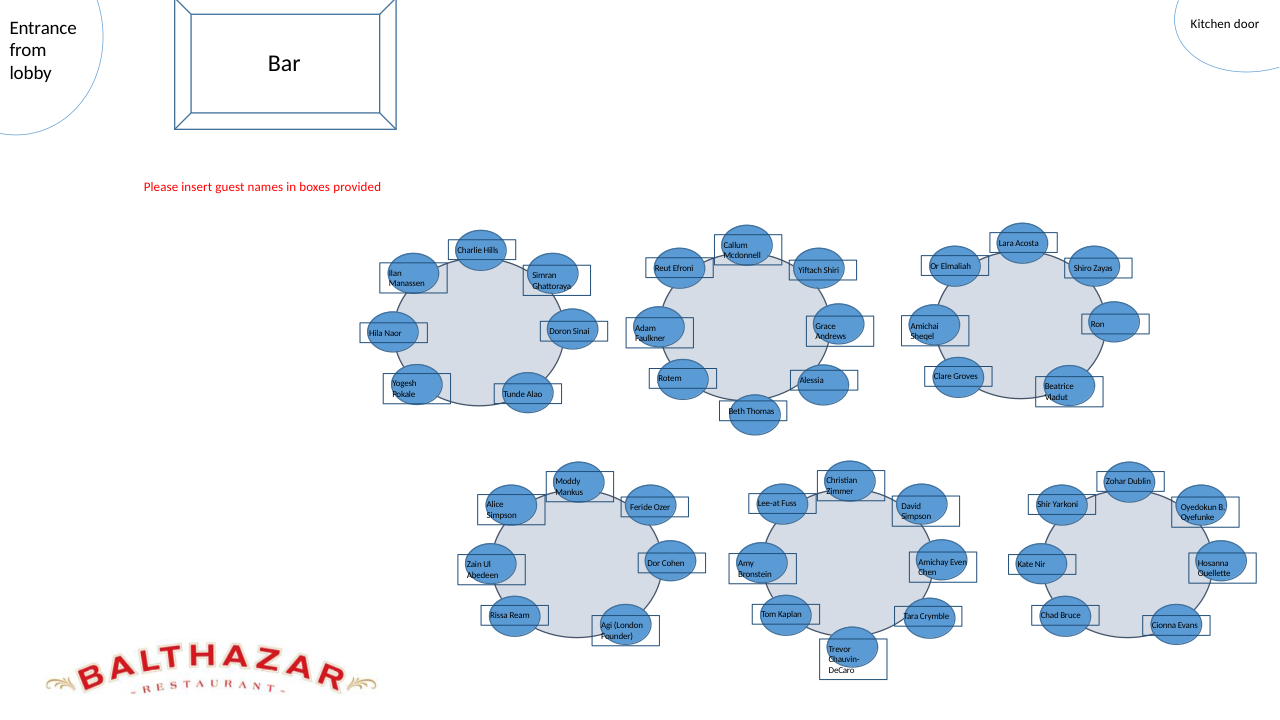 Entrance
from
lobby
Bar
Kitchen door
Please insert guest names in boxes provided
Charlie Hills
Ilan
Manassen
Simran
Ghattoraya
Hila Naor
Doron Sinai
Yogesh
Pokale
Tunde Alao
Callum
Mcdonnell
Reut Efroni
Yiftach Shiri
Adam
Faulkner
Grace
Andrews
Rotem
Alessia
Beth Thomas
Lara Acosta
Or Elmaliah
Shiro Zayas
Amichai
Shegel
Ron
Clare Groves
Beatrice
Vladut
Moddy
Mankus
Alice
Simpson
Feride Ozer
Zain Ul
Abedeen
Dor Cohen
Rissa Ream
Agi (London
Founder)
Christian
Zimmer
Lee-at Fuss
David
Simpson
Amy
Bronstein
Amichay Even
Chen
Tom Kaplan
Tara Crymble
Trevor
Chauvin-
DeCaro
Zohar Dublin
Shir Yarkoni
Oyedokun B.
Oyefunke
Kate Nir
Hosanna
Ouellette
Chad Bruce
Cionna Evans
BALTHAZAR
-RESTAURANT-